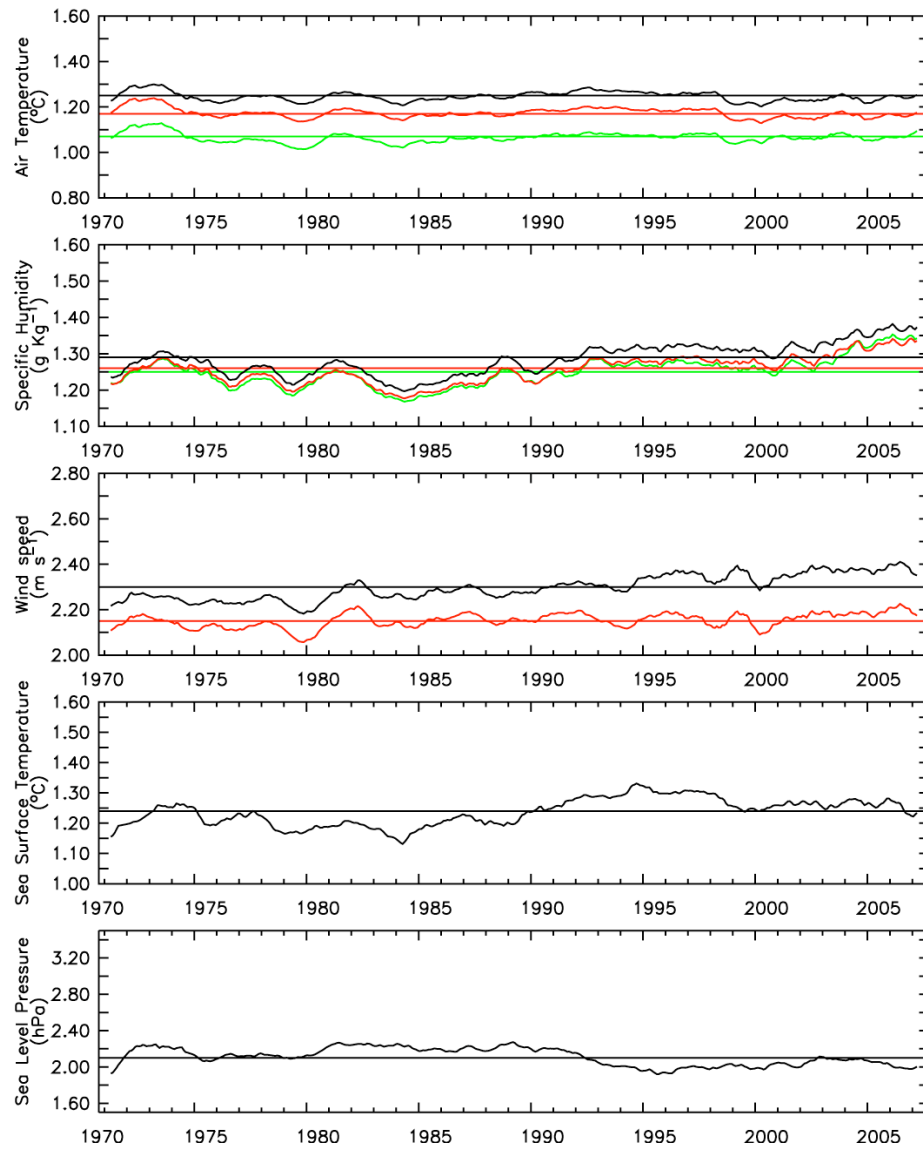 Air Temperature
(°C)
1.60
1.40
1.20
1.00
0.80
1970 1975 1980 1985 1990 1995 2000 2005
Specific Humidity
(g Kg⁻¹)
1.60
1.50
1.40
1.30
1.20
1.10
1970 1975 1980 1985 1990 1995 2000 2005
Wind speed
(m s⁻¹)
2.80
2.60
2.40
2.20
2.00
1970 1975 1980 1985 1990 1995 2000 2005
Sea Surface Temperature
(°C)
1.60
1.50
1.40
1.30
1.20
1.10
1.00
1970 1975 1980 1985 1990 1995 2000 2005
Sea Level Pressure
(hPa)
3.20
2.80
2.40
2.00
1.60
1970 1975 1980 1985 1990 1995 2000 2005